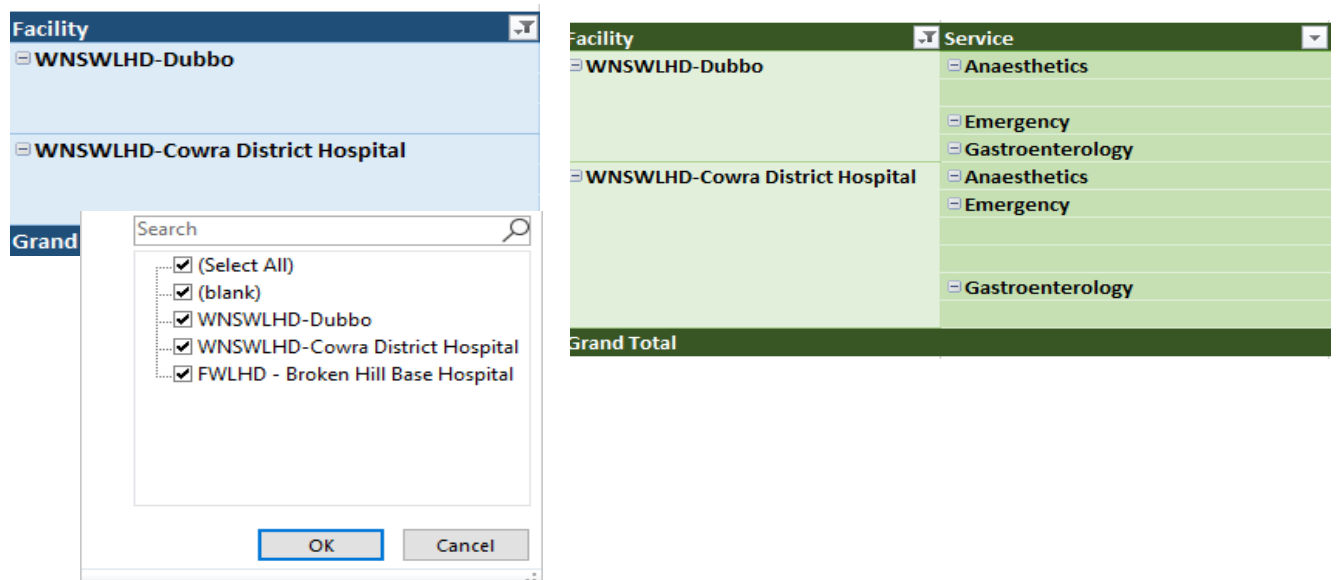 Facility
WNSWLHD-Dubbo
WNSWLHD-Cowra District Hospital
Grand
Search
(Select All)
(blank)
WNSWLHD-Dubbo
WNSWLHD-Cowra District Hospital
FWLHD - Broken Hill Base Hospital
OK Cancel
Facility Service
WNSWLHD-Dubbo Anaesthetics
Emergency
Gastroenterology
WNSWLHD-Cowra District Hospital Anaesthetics
Emergency
Gastroenterology
Grand Total